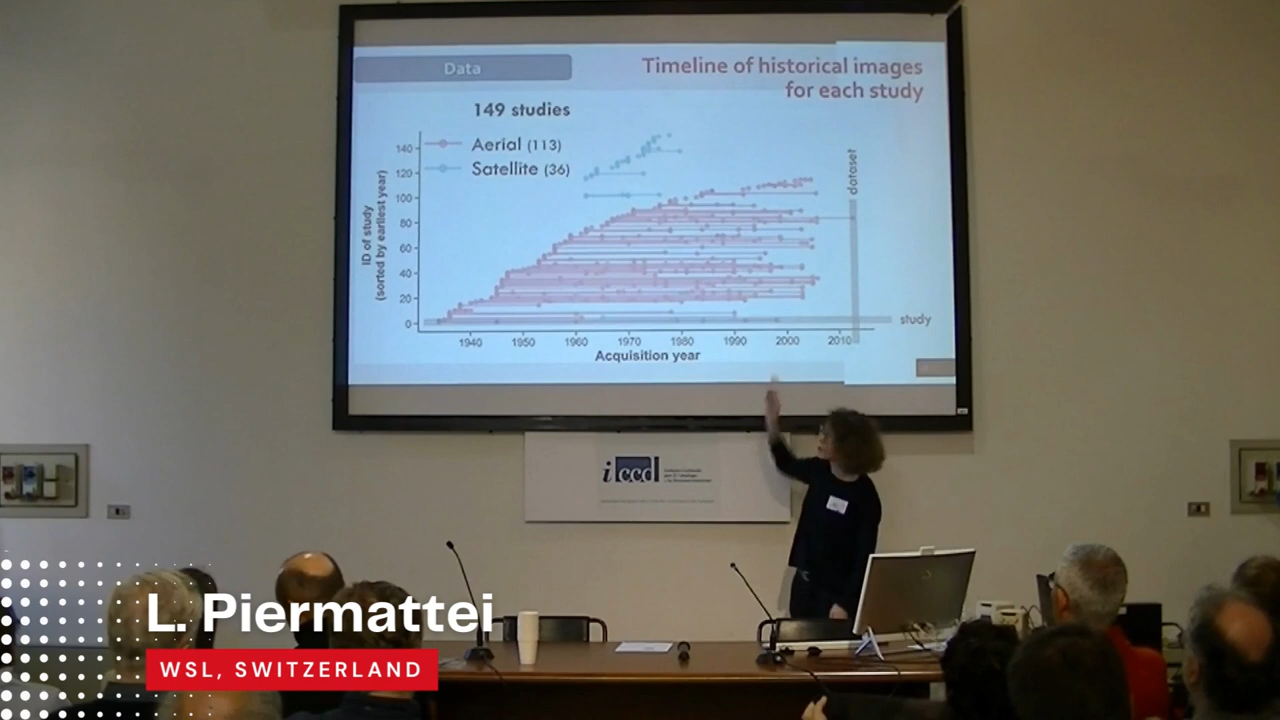 Data
Timeline of historical images
for each study
149 studies
Aerial (113)
Satellite (36)
140
120
100
80
60
40
20
0
ID of study
(sorted by earliest year)
dataset
study
1940 1950 1960 1970 1980 1990 2000 2010
Acquisition year
iccd
L. Piermattei
WSL, SWITZERLAND